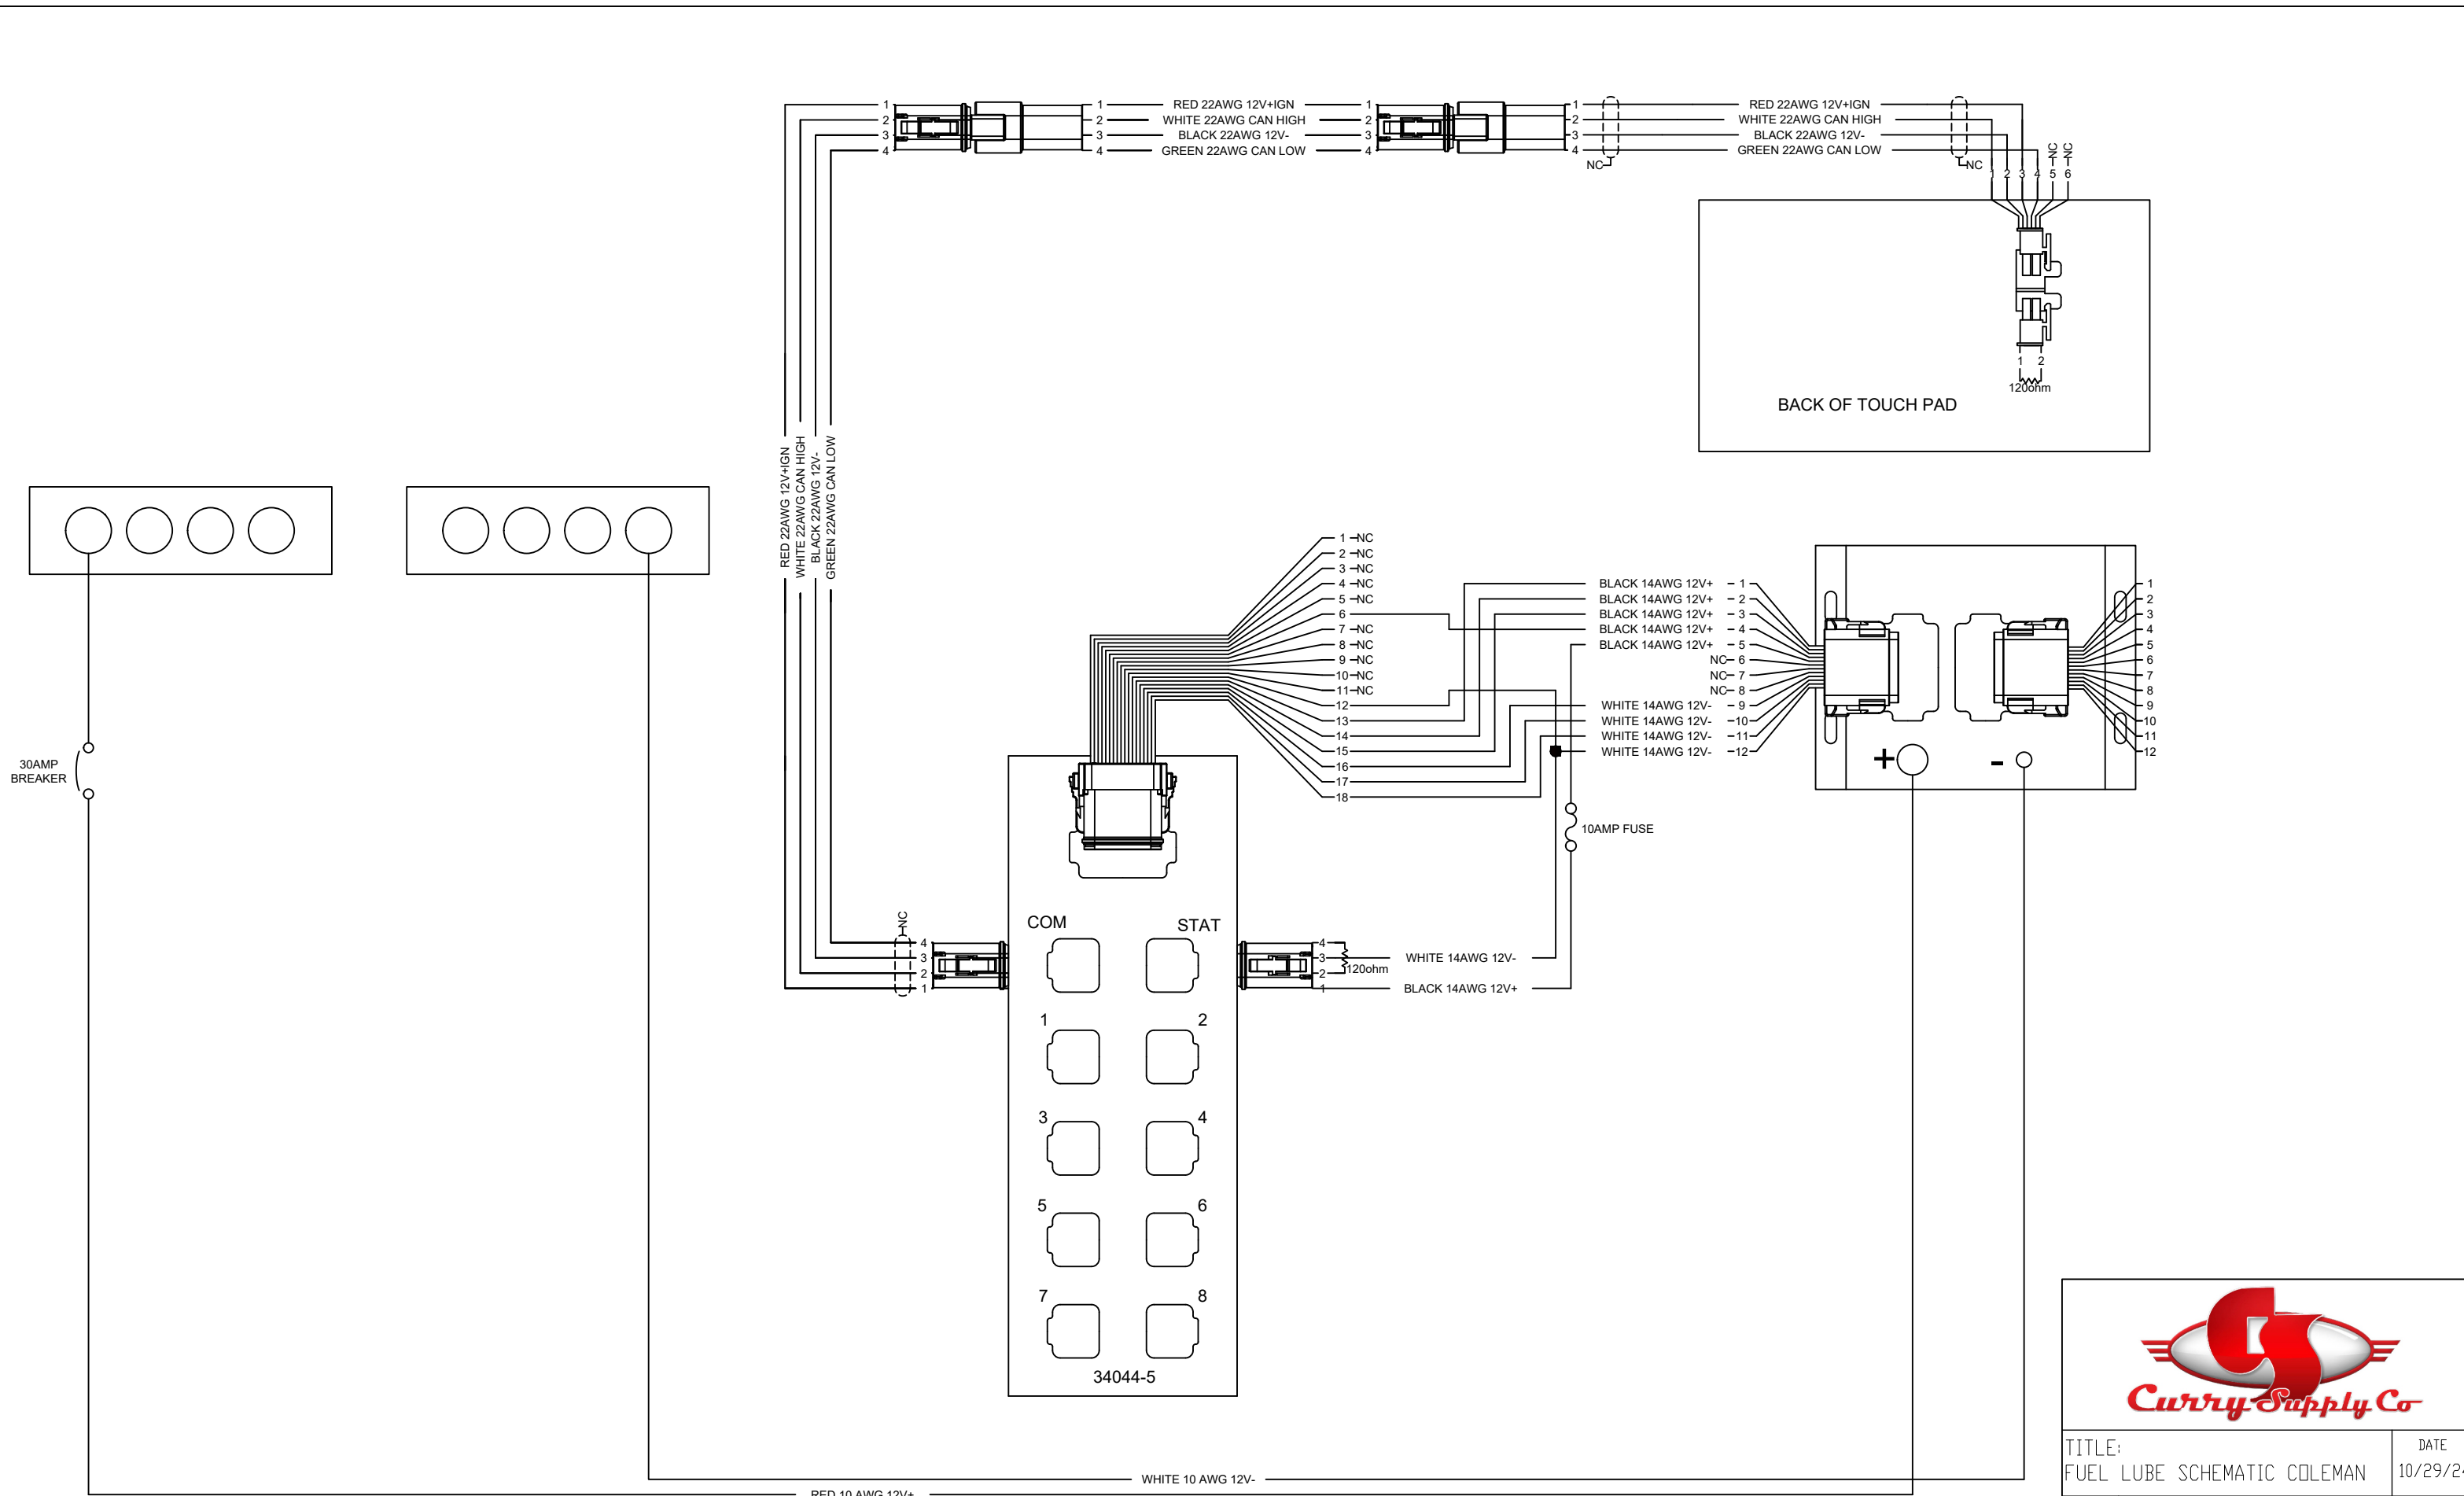 1 1 RED 22AWG 12V+IGN 1 1 RED 22AWG 12V+IGN
2 2 WHITE 22AWG CAN HIGH 2 2 WHITE 22AWG CAN HIGH
3 3 BLACK 22AWG 12V- 3 3 BLACK 22AWG 12V-
4 4 GREEN 22AWG CAN LOW 4 4 GREEN 22AWG CAN LOW
NC NC
NC NC
1 2 3 4 5 6
1 2
120ohm
BACK OF TOUCH PAD
RED 22AWG 12V+IGN
WHITE 22AWG CAN HIGH
BLACK 22AWG 12V-
GREEN 22AWG CAN LOW
1 NC
2 NC
3 NC
4 NC
5 NC
6
7 NC
8 NC
9 NC
10 NC
11 NC
12
13
14
15
16
17
18
BLACK 14AWG 12V+ 1
BLACK 14AWG 12V+ 2
BLACK 14AWG 12V+ 3
BLACK 14AWG 12V+ 4
BLACK 14AWG 12V+ 5
NC 6
NC 7
NC 8
WHITE 14AWG 12V- 9
WHITE 14AWG 12V- 10
WHITE 14AWG 12V- 11
WHITE 14AWG 12V- 12
1
2
3
4
5
6
7
8
9
10
11
12
+ -
30AMP
BREAKER
10AMP FUSE
NC
4
3
2
1
COM STAT
4
3 WHITE 14AWG 12V-
2 120ohm
1 BLACK 14AWG 12V+
1 2
3 4
5 6
7 8
34044-5
WHITE 10 AWG 12V-
RED 10 AWG 12V+
CS
Curry Supply Co
TITLE:
FUEL LUBE SCHEMATIC COLEMAN
DATE
10/29/24